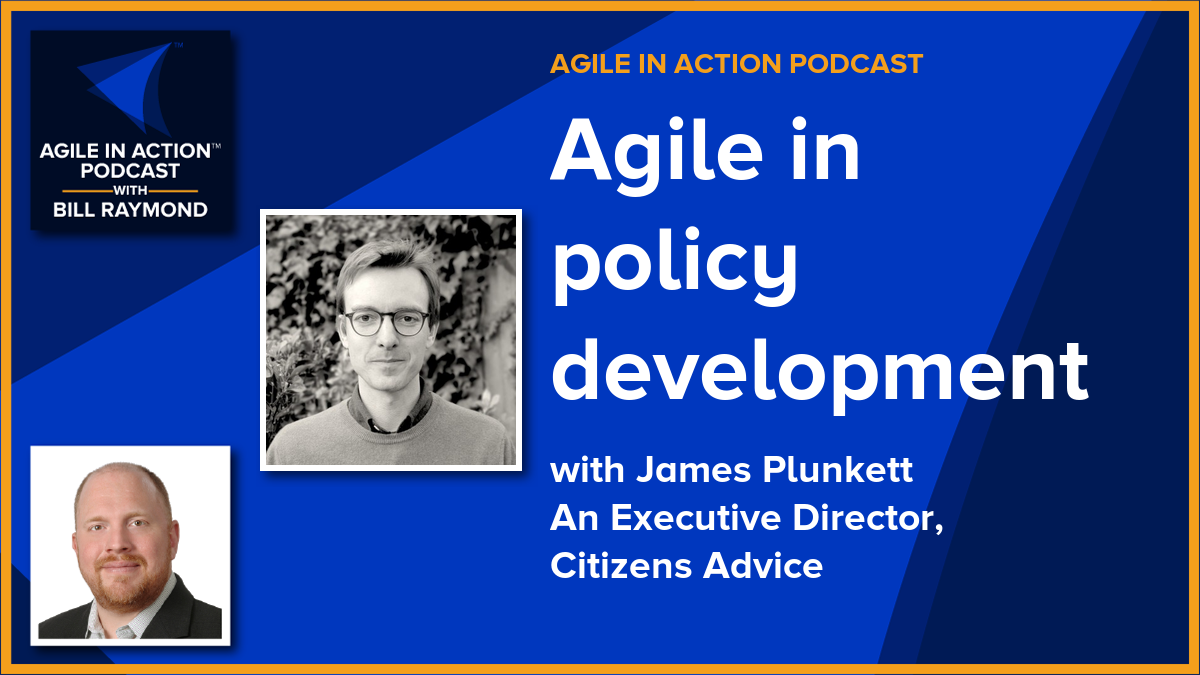 ™
AGILE IN ACTION™
PODCAST
WITH
BILL RAYMOND
AGILE IN ACTION PODCAST
Agile in
policy
development
with James Plunkett
An Executive Director,
Citizens Advice